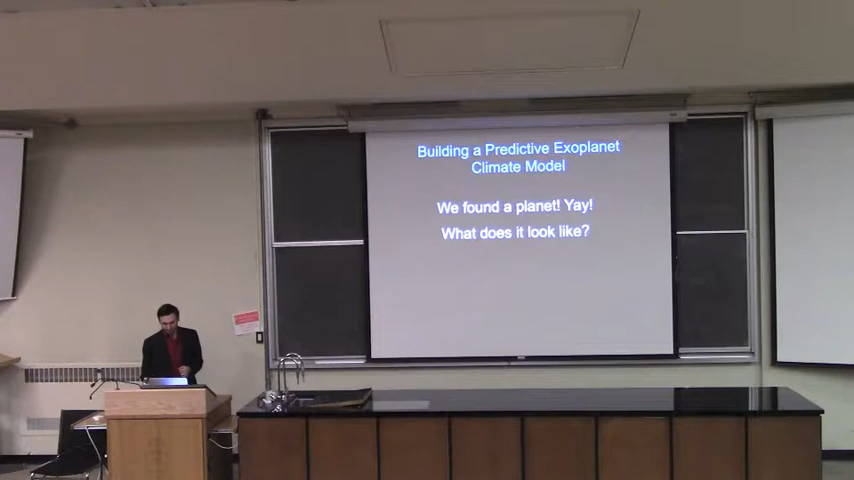 Building a Predictive Exoplanet
Climate Model
We found a planet! Yay!
What does it look like?